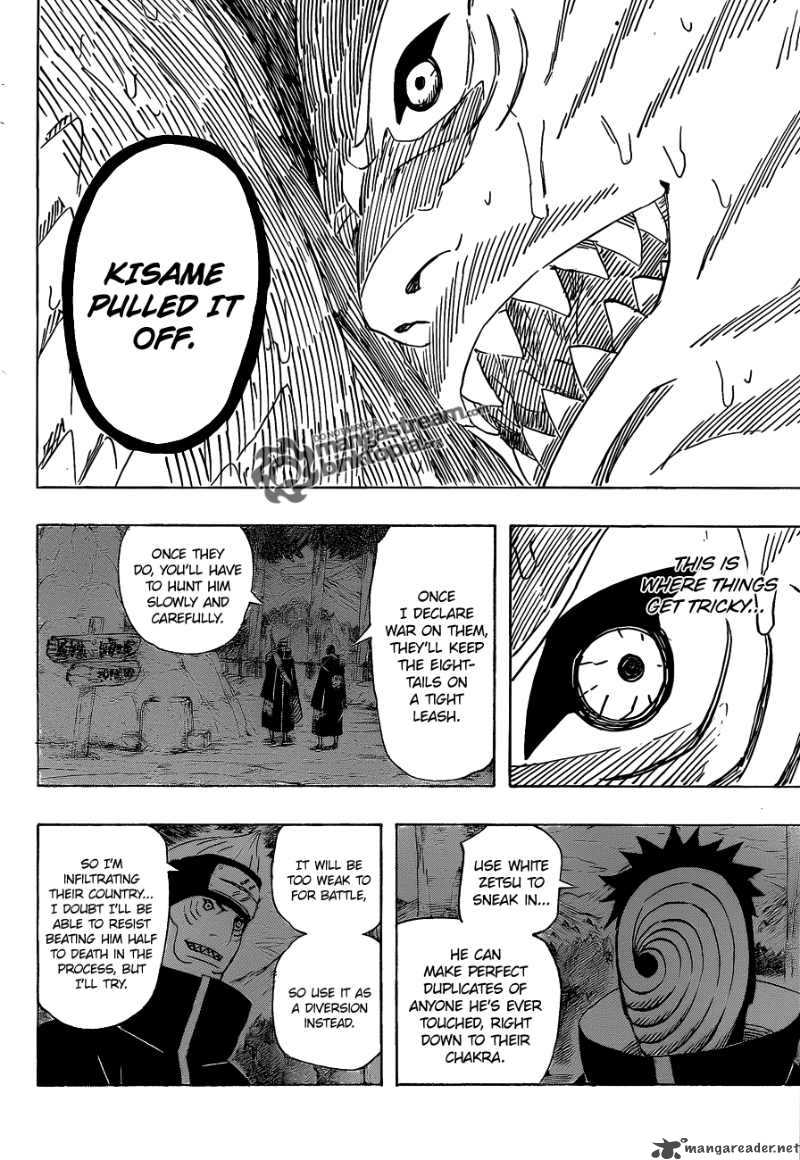 KISAME
PULLED IT
OFF.
mangastream.com
binktopia
THIS IS
WHERE THINGS
GET TRICKY...
ONCE
I DECLARE
WAR ON THEM,
THEY'LL KEEP
THE EIGHT-
TAILS ON
A TIGHT
LEASH.
ONCE THEY
DO, YOU'LL HAVE
TO HUNT HIM
SLOWLY AND
CAREFULLY.
USE WHITE
ZETSU TO
SNEAK IN...
HE CAN
MAKE PERFECT
DUPLICATES OF
ANYONE HE'S EVER
TOUCHED, RIGHT
DOWN TO THEIR
CHAKRA.
IT WILL BE
TOO WEAK TO
FOR BATTLE,
SO USE IT AS
A DIVERSION
INSTEAD.
SO I'M
INFILTRATING
THEIR COUNTRY...
I DOUBT I'LL BE
ABLE TO RESIST
BEATING HIM HALF
TO DEATH IN THE
PROCESS, BUT
I'LL TRY.
mangareader.net